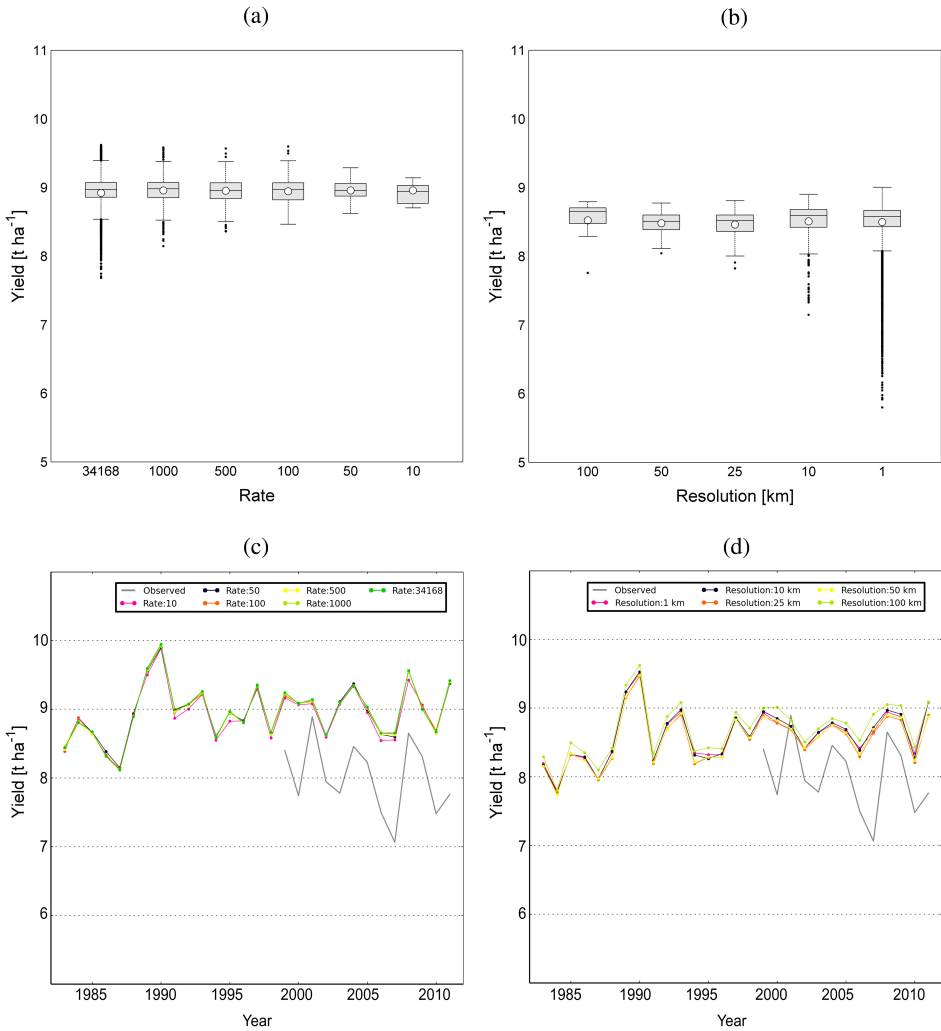 (a)
11
10
9
8
7
6
5
Yield [t ha⁻¹]
34168 1000 500 100 50 10
Rate
(b)
11
10
9
8
7
6
5
Yield [t ha⁻¹]
100 50 25 10 1
Resolution [km]
(c)
Observed Rate:50 Rate:500 Rate:34168
Rate:10 Rate:100 Rate:1000
10
9
8
7
6
Yield [t ha⁻¹]
1985 1990 1995 2000 2005 2010
Year
(d)
Observed Resolution:10 km Resolution:50 km
Resolution:1 km Resolution:25 km Resolution:100 km
10
9
8
7
6
Yield [t ha⁻¹]
1985 1990 1995 2000 2005 2010
Year